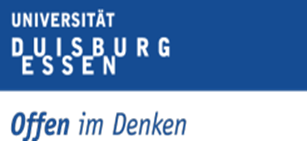 UNIVERSITÄT
DUISBURG
ESSEN
Offen im Denken